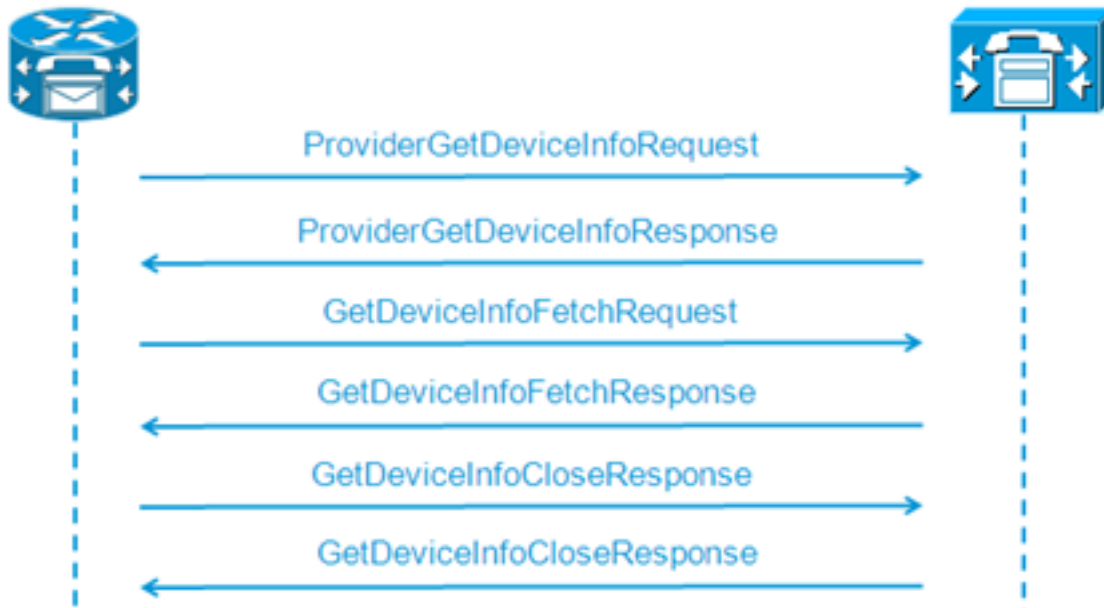 ProviderGetDeviceInfoRequest
ProviderGetDeviceInfoResponse
GetDeviceInfoFetchRequest
GetDeviceInfoFetchResponse
GetDeviceInfoCloseResponse
GetDeviceInfoCloseResponse